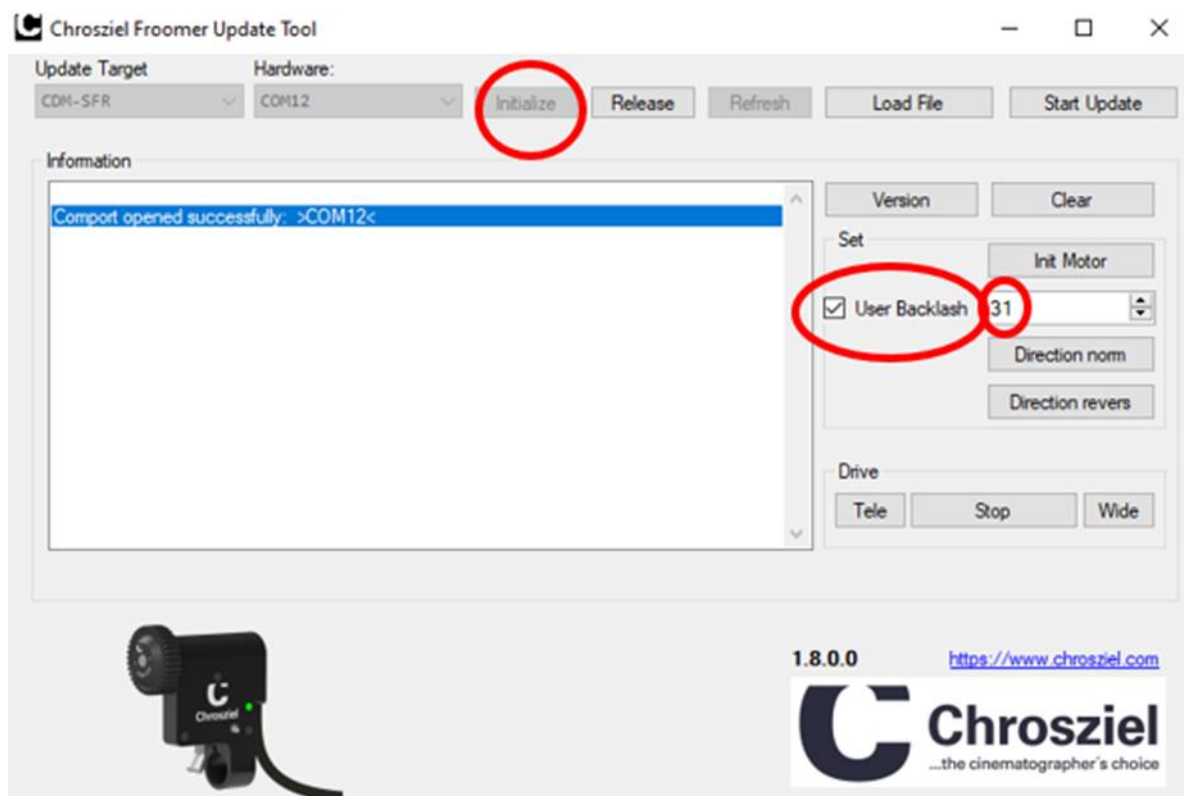 Chrosziel Froomer Update Tool
Update Target Hardware:
CDM-SFR COM12 Initialize Release Refresh Load File Start Update
Information
Comport opened successfully: >COM12<
Version Clear
Set
Init Motor
User Backlash 31
Direction norm
Direction revers
Drive
Tele Stop Wide
C
Chrosziel
1.8.0.0 https://www.chrosziel.com
C Chrosziel
...the cinematographer's choice